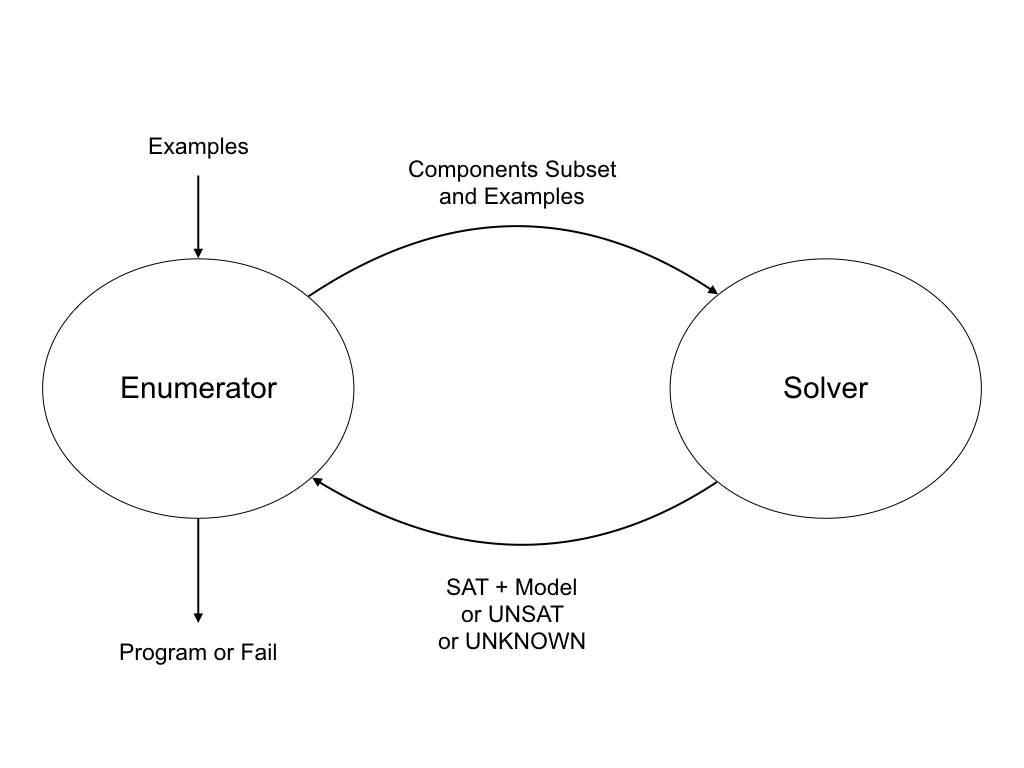 Examples
Components Subset
and Examples
Enumerator
Solver
SAT + Model
or UNSAT
or UNKNOWN
Program or Fail